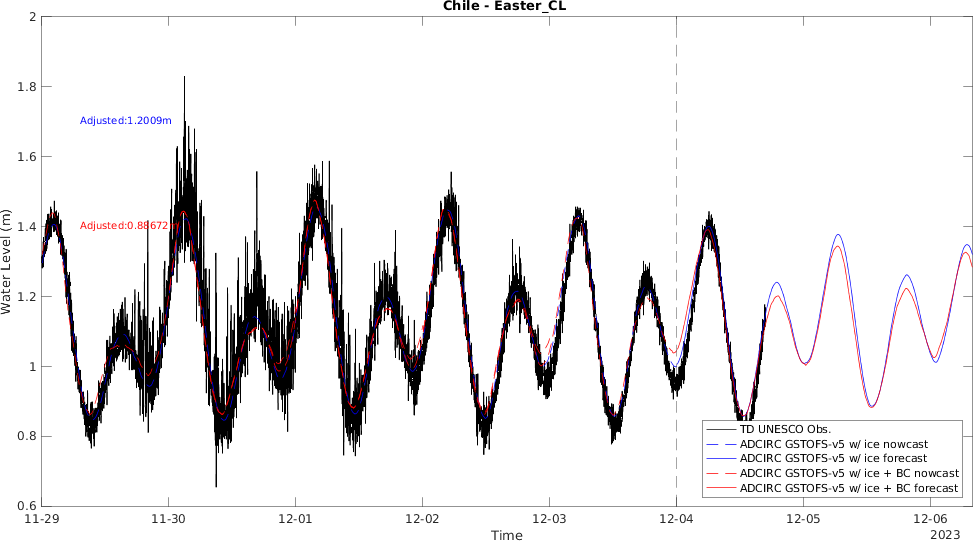 Chile - Easter_CL
2
1.8
1.6
1.4
1.2
1
0.8
0.6
Water Level (m)
Adjusted:1.2009m
Adjusted:0.88672
TD UNESCO Obs.
ADCIRC GSTOFS-v5 w/ ice nowcast
ADCIRC GSTOFS-v5 w/ ice forecast
ADCIRC GSTOFS-v5 w/ ice + BC nowcast
ADCIRC GSTOFS-v5 w/ ice + BC forecast
11-29
11-30
12-01
12-02
12-03
12-04
12-05
12-06
Time
2023